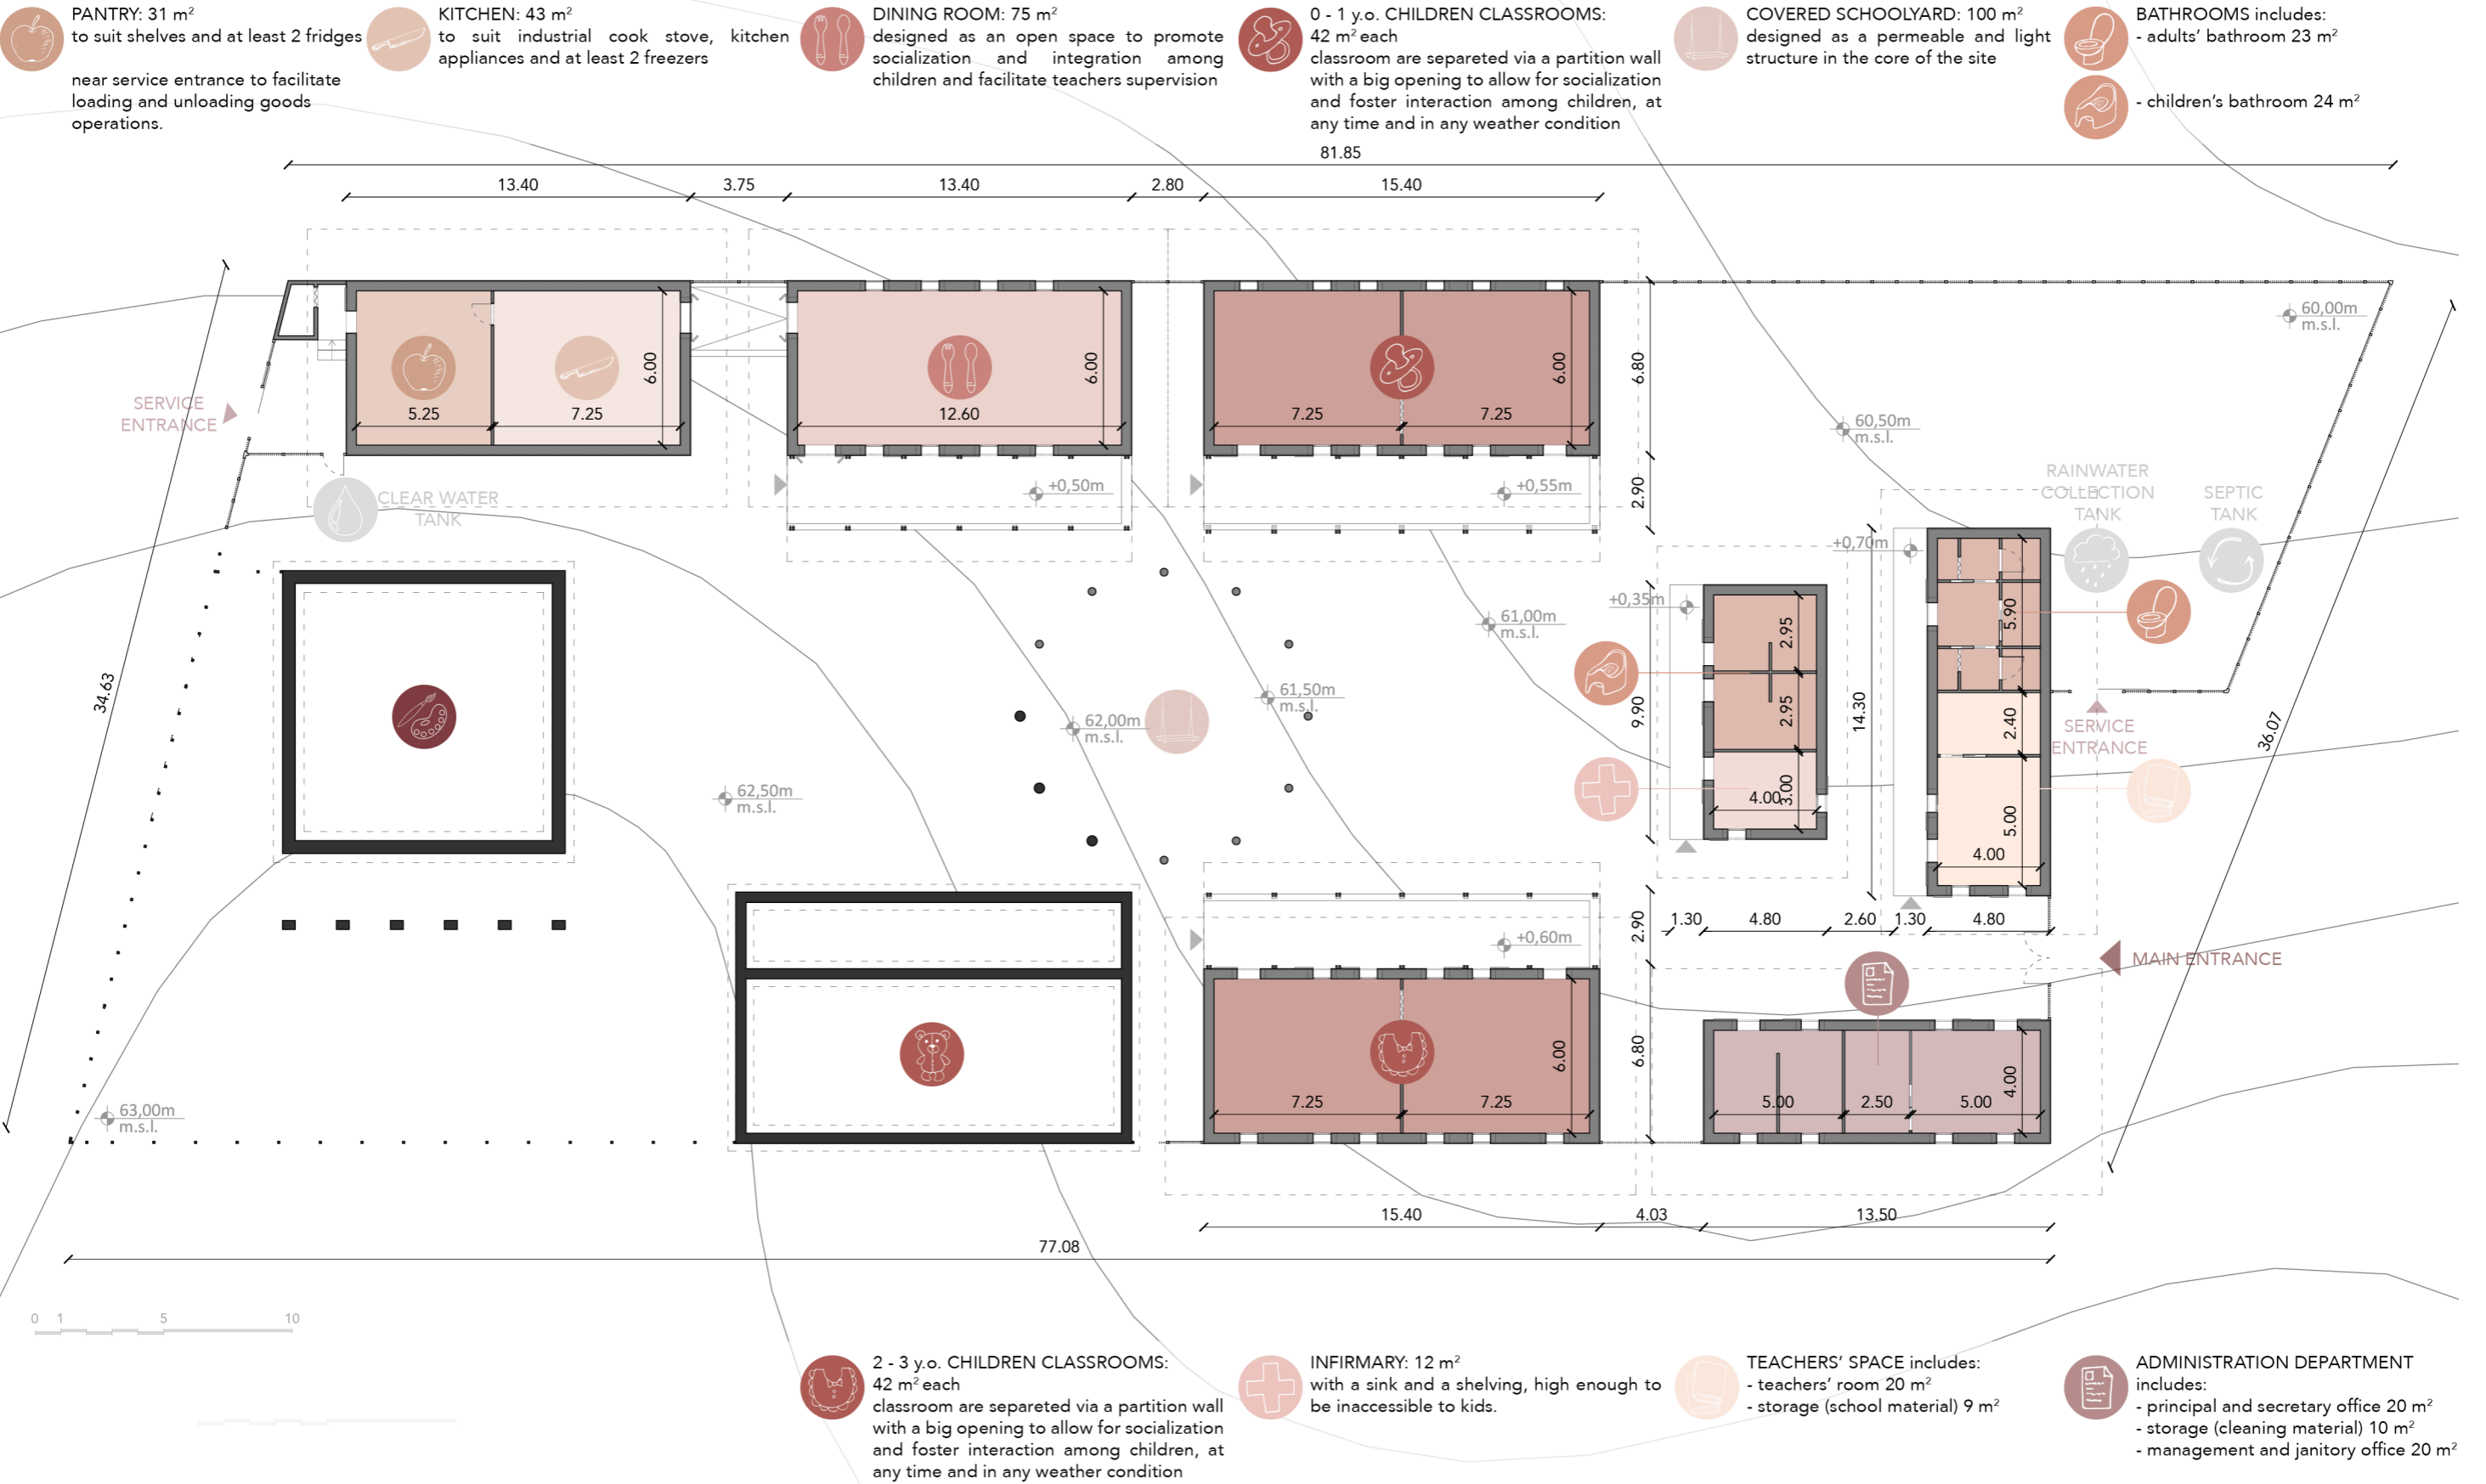 PANTRY: 31 m²
to suit shelves and at least 2 fridges
near service entrance to facilitate
loading and unloading goods
operations.
KITCHEN: 43 m²
to suit industrial cook stove, kitchen
appliances and at least 2 freezers
DINING ROOM: 75 m²
designed as an open space to promote
socialization and integration among
children and facilitate teachers supervision
0 - 1 y.o. CHILDREN CLASSROOMS:
42 m² each
classroom are separeted via a partition wall
with a big opening to allow for socialization
and foster interaction among children, at
any time and in any weather condition
COVERED SCHOOLYARD: 100 m²
designed as a permeable and light
structure in the core of the site
BATHROOMS includes:
- adults’ bathroom 23 m²
- children’s bathroom 24 m²
81.85
13.40
3.75
13.40
2.80
15.40
60,00m
m.s.l.
6.00
6.00
6.00
6.80
SERVICE
ENTRANCE
5.25
7.25
12.60
7.25
7.25
60,50m
m.s.l.
CLEAR WATER
TANK
+0,50m
+0,55m
2.90
RAINWATER
COLLECTION
TANK
SEPTIC
TANK
+0,70m
+0,35m
61,00m
m.s.l.
2.95
5.90
34.63
61,50m
m.s.l.
62,00m
m.s.l.
9.90
2.95
14.30
2.40
SERVICE
ENTRANCE
36.07
62,50m
m.s.l.
4.00
3.00
5.00
4.00
1.30
4.80
2.60
1.30
4.80
+0,60m
2.90
MAIN ENTRANCE
6.00
6.80
4.00
7.25
7.25
5.00
2.50
5.00
63,00m
m.s.l.
15.40
4.03
13.50
77.08
0 1 5 10
2 - 3 y.o. CHILDREN CLASSROOMS:
42 m² each
classroom are separeted via a partition wall
with a big opening to allow for socialization
and foster interaction among children, at
any time and in any weather condition
INFIRMARY: 12 m²
with a sink and a shelving, high enough to
be inaccessible to kids.
TEACHERS’ SPACE includes:
- teachers’ room 20 m²
- storage (school material) 9 m²
ADMINISTRATION DEPARTMENT
includes:
- principal and secretary office 20 m²
- storage (cleaning material) 10 m²
- management and janitory office 20 m²